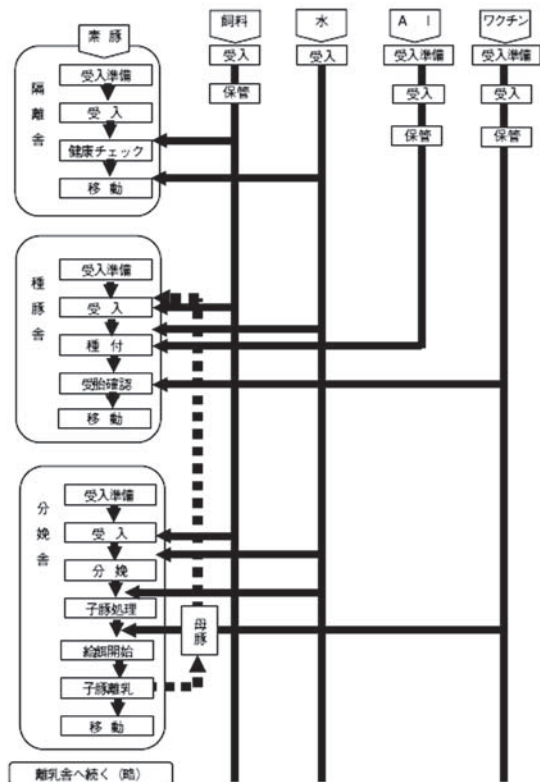 素豚
飼料
水
AI
ワクチン
受入
受入
受入準備
受入準備
保管
受入
受入
保管
保管
隔離舎
受入準備
受入
健康チェック
移動
種豚舎
受入準備
受入
種付
受胎確認
移動
分娩舎
受入準備
受入
分娩
子豚処理
給餌開始
子豚離乳
移動
母豚
離乳舎へ続く(略)